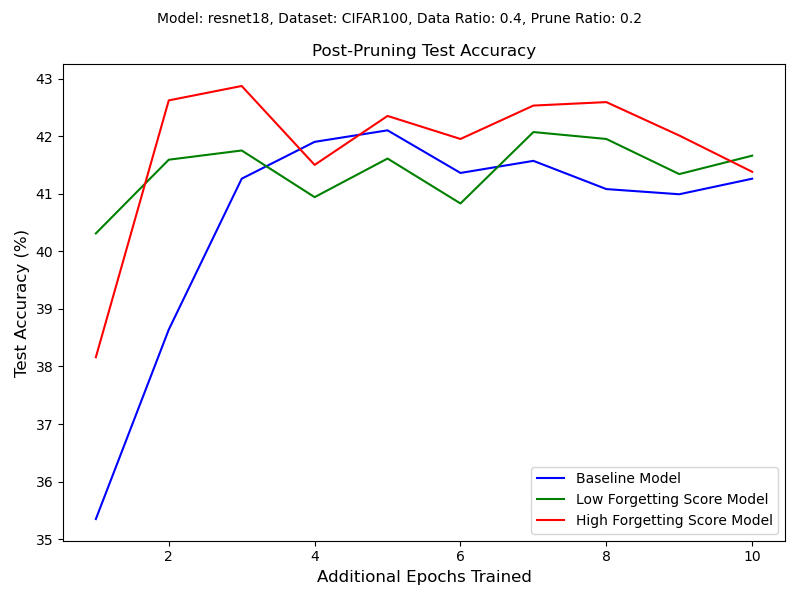 Model: resnet18, Dataset: CIFAR100, Data Ratio: 0.4, Prune Ratio: 0.2
Post-Pruning Test Accuracy
Test Accuracy (%)
43
42
41
40
39
38
37
36
35
2 4 6 8 10
Additional Epochs Trained
Baseline Model
Low Forgetting Score Model
High Forgetting Score Model